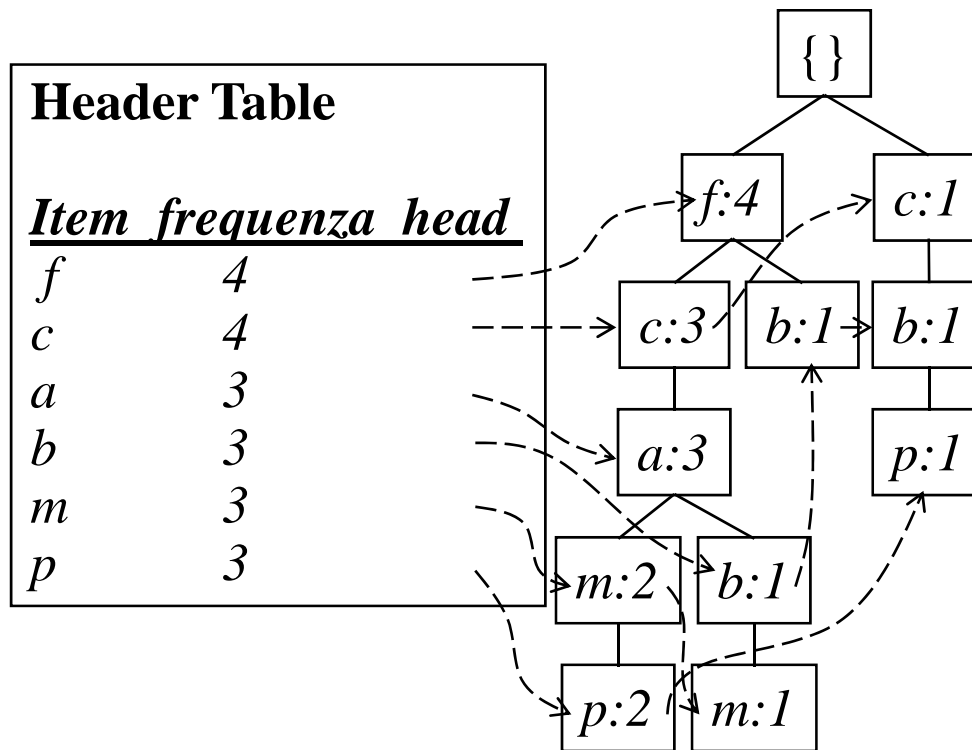 {}
Header Table
f:4
c:1
Item frequenza head
f 4
c 4
c:3
b:1
b:1
a 3
b 3
a:3
p:1
m 3
p 3
m:2
b:1
p:2
m:1